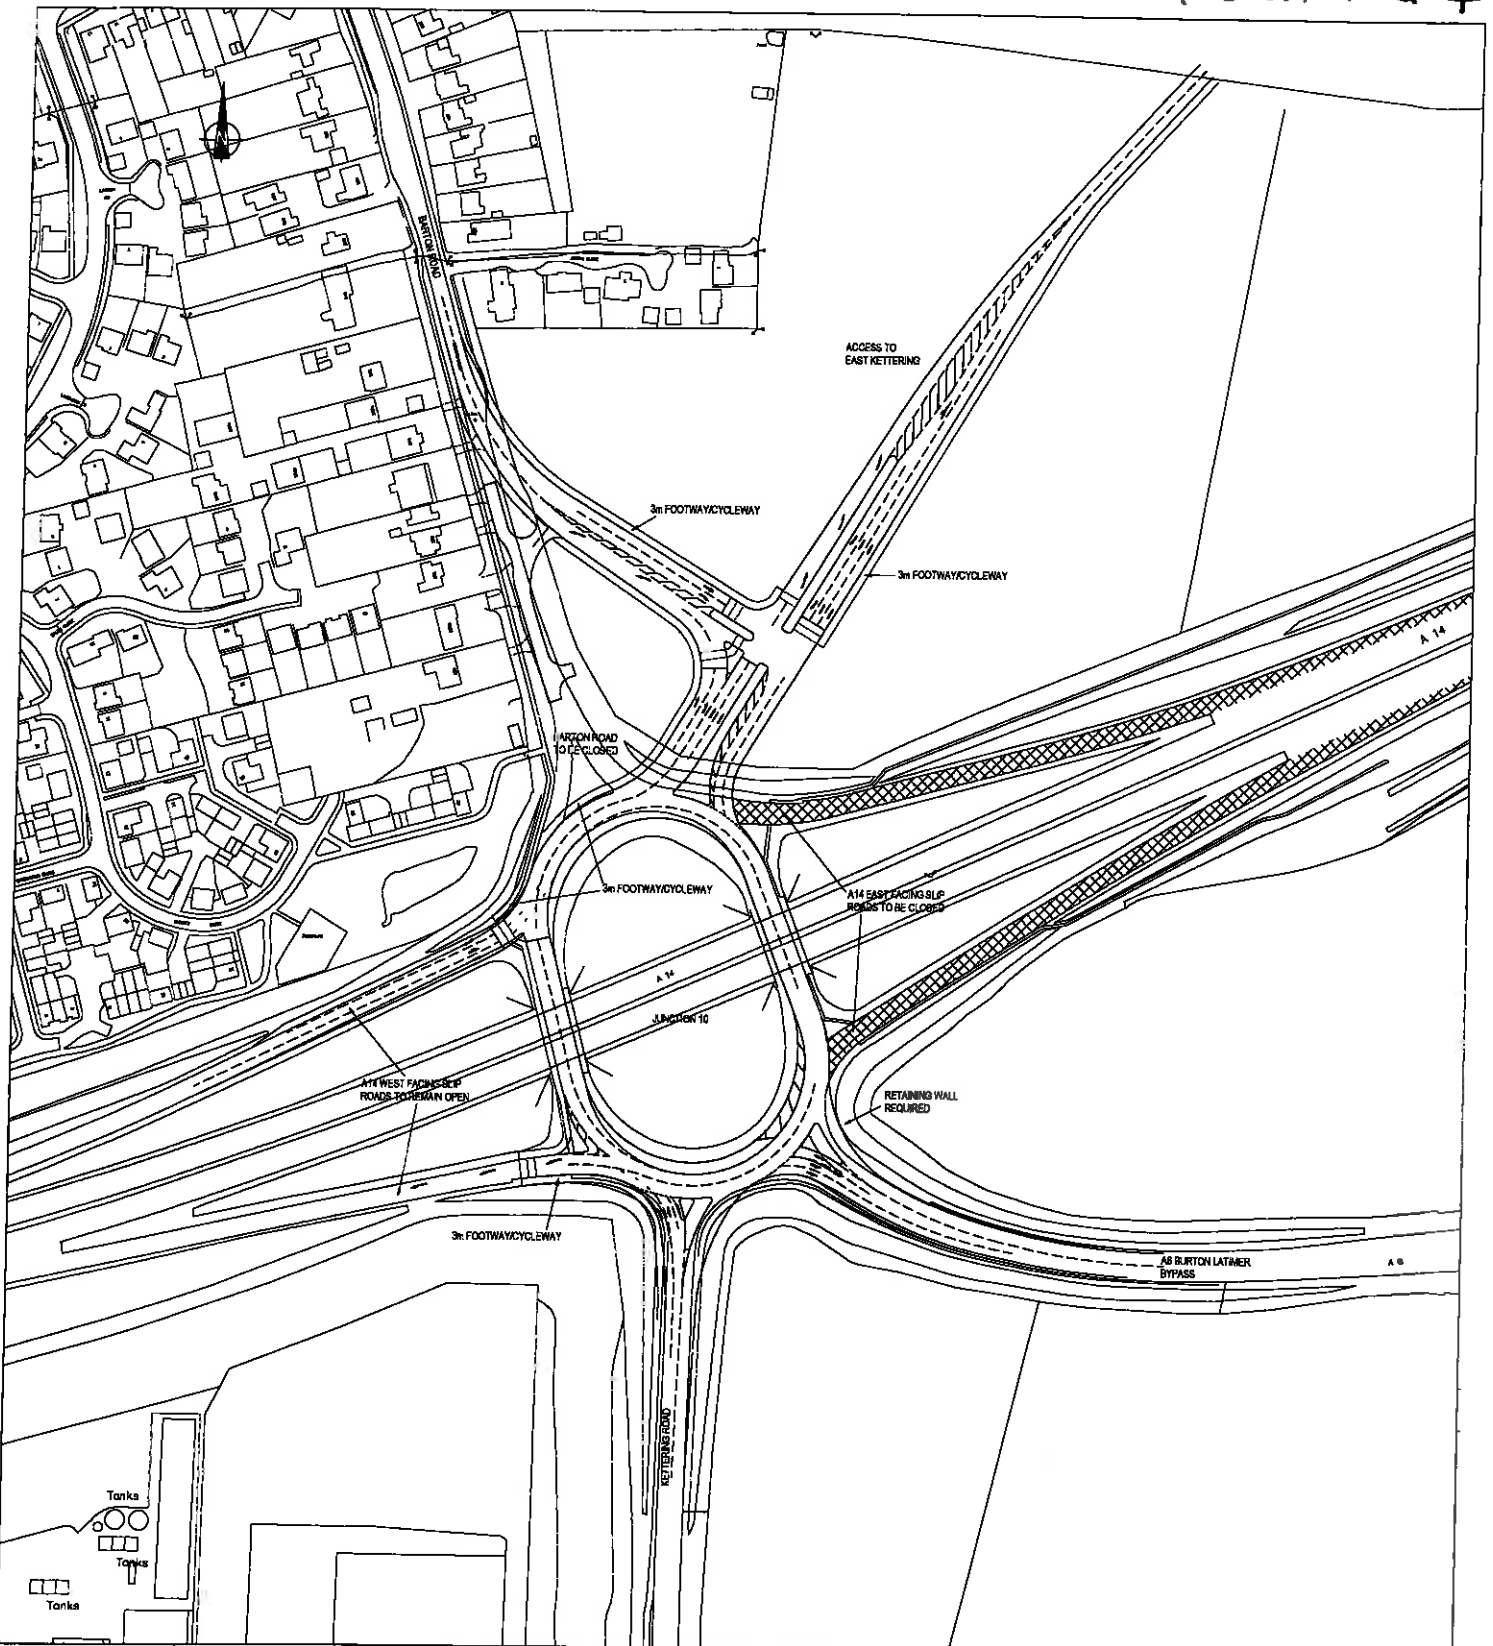 BARTON ROAD
ACCESS TO
EAST KETTERING
3m FOOTWAY/CYCLEWAY
3m FOOTWAY/CYCLEWAY
A 14
BARTON ROAD
TO BE CLOSED
3m FOOTWAY/CYCLEWAY
A14 EAST FACING SLIP
ROADS TO BE CLOSED
A 14
JUNCTION 10
A14 WEST FACING SLIP
ROADS TO REMAIN OPEN
RETAINING WALL
REQUIRED
3m FOOTWAY/CYCLEWAY
A6 BURTON LATIMER
BYPASS
A 6
KETTERING ROAD
Tanks
Tanks
Tanks